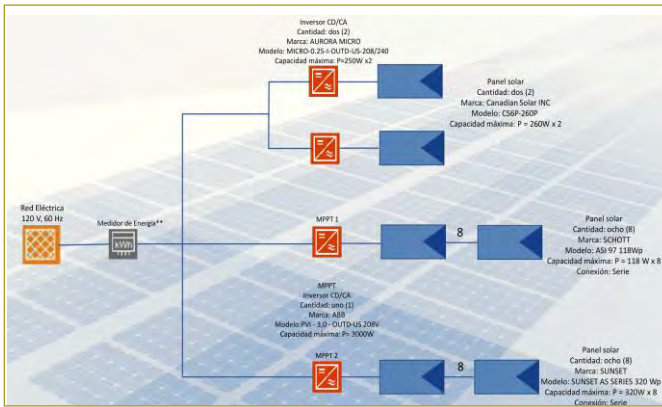 Inversor CD/CA
Cantidad: dos (2)
Marca: AURORA MICRO
Modelo: MICRO-0.25-I-OUTD-US-208/240
Capacidad máxima: P=250W x2
Panel solar
Cantidad: dos (2)
Marca: Canadian Solar INC
Modelo: CS6P-260P
Capacidad máxima: P = 260W x 2
Red Eléctrica
120 V, 60 Hz
Medidor de Energía**
kWh
MPPT 1
8
Panel solar
Cantidad: ocho (8)
Marca: SCHOTT
Modelo: ASI 97 118Wp
Capacidad máxima: P = 118 W x 8
Conexión: Serie
MPPT
Inversor CD/CA
Cantidad: uno (1)
Marca: ABB
Modelo:PVI - 3,0 - OUTD-US 208V
Capacidad máxima: P= 3000W
MPPT 2
8
Panel solar
Cantidad: ocho (8)
Marca: SUNSET
Modelo: SUNSET AS SERIES 320 Wp
Capacidad máxima: P = 320W x 8
Conexión: Serie